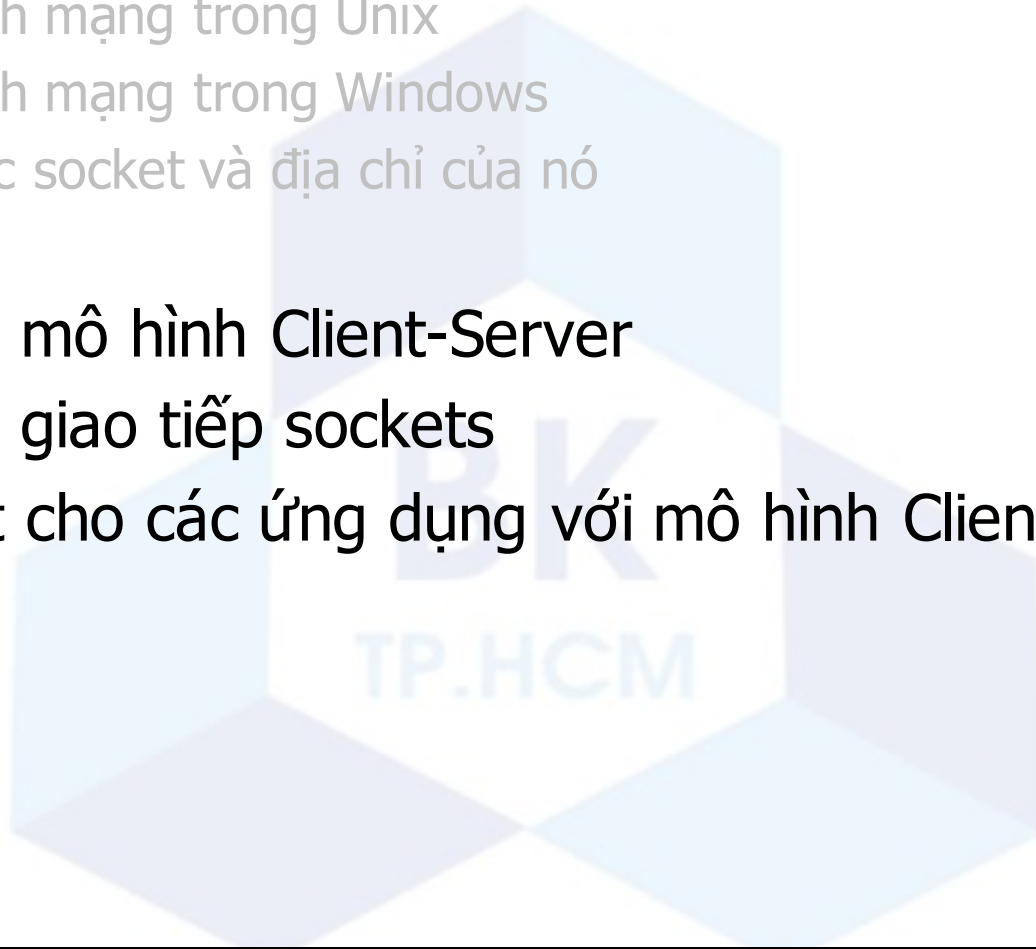 h mạng trong Unix
h mạng trong Windows
c socket và địa chỉ của nó
mô hình Client-Server
giao tiếp sockets
t cho các ứng dụng với mô hình Clien
BK
TP.HCM